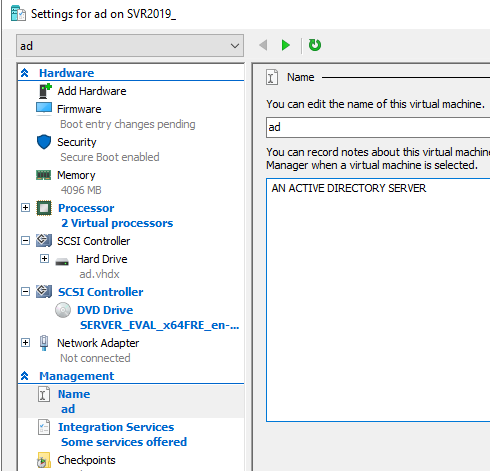 Settings for ad on SVR2019_
ad
Hardware
Add Hardware
Firmware
Boot entry changes pending
Security
Secure Boot enabled
Memory
4096 MB
Processor
2 Virtual processors
SCSI Controller
Hard Drive
ad.vhdx
SCSI Controller
DVD Drive
SERVER_EVAL_x64FRE_en-...
Network Adapter
Not connected
Management
Name
ad
Integration Services
Some services offered
Checkpoints
Name
You can edit the name of this virtual machine.
ad
You can record notes about this virtual machine
Manager when a virtual machine is selected.
AN ACTIVE DIRECTORY SERVER